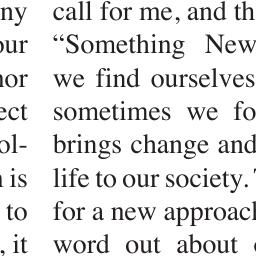 ny
our
nor
ect
ol-
is
to
, it
call for me, and th
“Something New
we find ourselves
sometimes we fo
brings change and
life to our society.
for a new approach
word out about